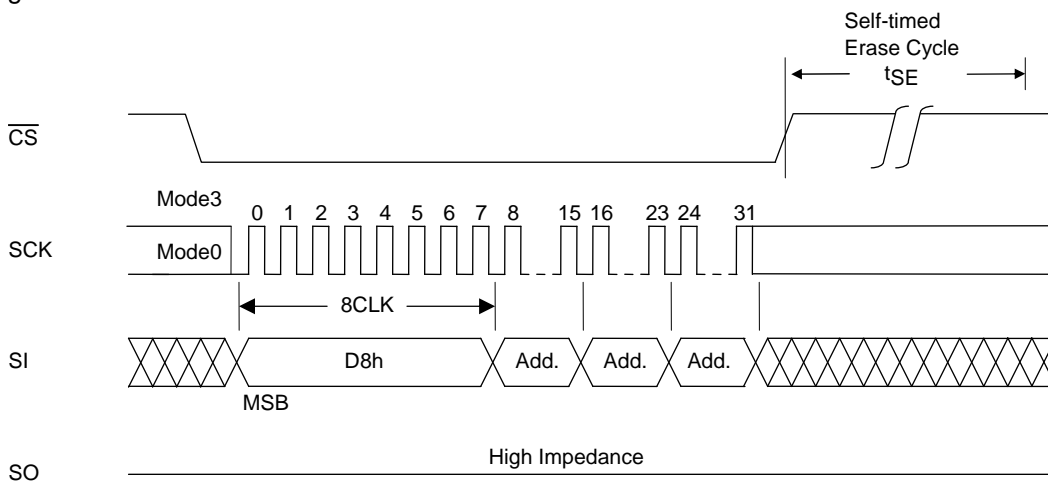 Self-timed
Erase Cycle
tSE
CS
Mode3
0 1 2 3 4 5 6 7 8 15 16 23 24 31
SCK
Mode0
8CLK
SI
D8h
Add.
Add.
Add.
MSB
High Impedance
SO